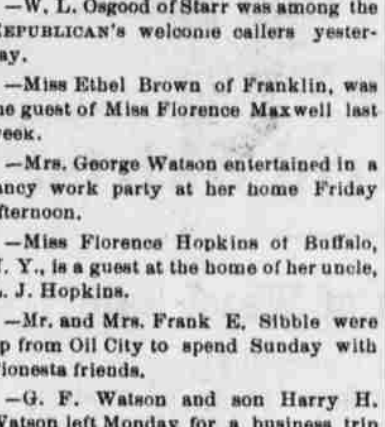 —W. L. Osgood of Starr was among the
EPUBLICAN'S welcome callers yester-
ay.
—Miss Ethel Brown of Franklin, was
he guest of Miss Florence Maxwell last
eek.
—Mrs. George Watson entertained in a
ancy work party at her home Friday
fternoon.
—Miss Florence Hopkins of Buffalo,
. Y., is a guest at the home of her uncle,
. J. Hopkins.
—Mr. and Mrs. Frank E. Sibble were
p from Oil City to spend Sunday with
ionesta friends.
—G. F. Watson and son Harry H.
Watson left Monday for a business trip